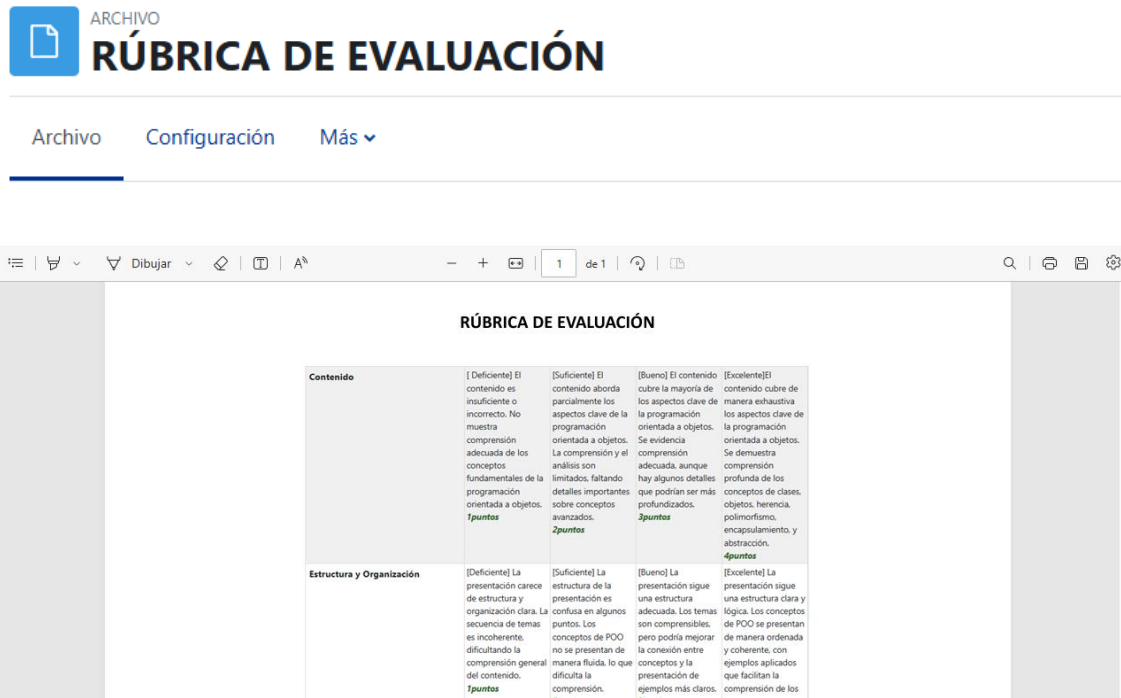 ARCHIVO
RÚBRICA DE EVALUACIÓN
Archivo Configuración Más
Dibujar
1 de 1
RÚBRICA DE EVALUACIÓN
Contenido
[ Deficiente] El
contenido es
insuficiente o
incorrecto. No
muestra
comprensión
adecuada de los
conceptos
fundamentales de la
programación
orientada a objetos.
1puntos
[Suficiente] El
contenido aborda
parcialmente los
aspectos clave de la
programación
orientada a objetos.
La comprensión y el
análisis son
limitados, faltando
detalles importantes
sobre conceptos
avanzados.
2puntos
[Bueno] El contenido
cubre la mayoría de
los aspectos clave de
la programación
orientada a objetos.
Se evidencia
comprensión
adecuada, aunque
hay algunos detalles
que podrían ser más
profundizados.
3puntos
[Excelente]El
contenido cubre de
manera exhaustiva
los aspectos clave de
la programación
orientada a objetos.
Se demuestra
comprensión
profunda de los
conceptos de clases,
objetos, herencia,
polimorfismo,
encapsulamiento, y
abstracción.
4puntos
Estructura y Organización
[Deficiente] La
presentación carece
de estructura y
organización clara. La
secuencia de temas
es incoherente,
dificultando la
comprensión general
del contenido.
1puntos
[Suficiente] La
estructura de la
presentación es
confusa en algunos
puntos. Los
conceptos de POO
no se presentan de
manera fluida, lo que
dificulta la
comprensión.
[Bueno] La
presentación sigue
una estructura
adecuada. Los temas
son comprensibles,
pero podría mejorar
la conexión entre
conceptos y la
presentación de
ejemplos más claros.
[Excelente] La
presentación sigue
una estructura clara y
lógica. Los conceptos
de POO se presentan
de manera ordenada
y coherente, con
ejemplos aplicados
que facilitan la
comprensión de los